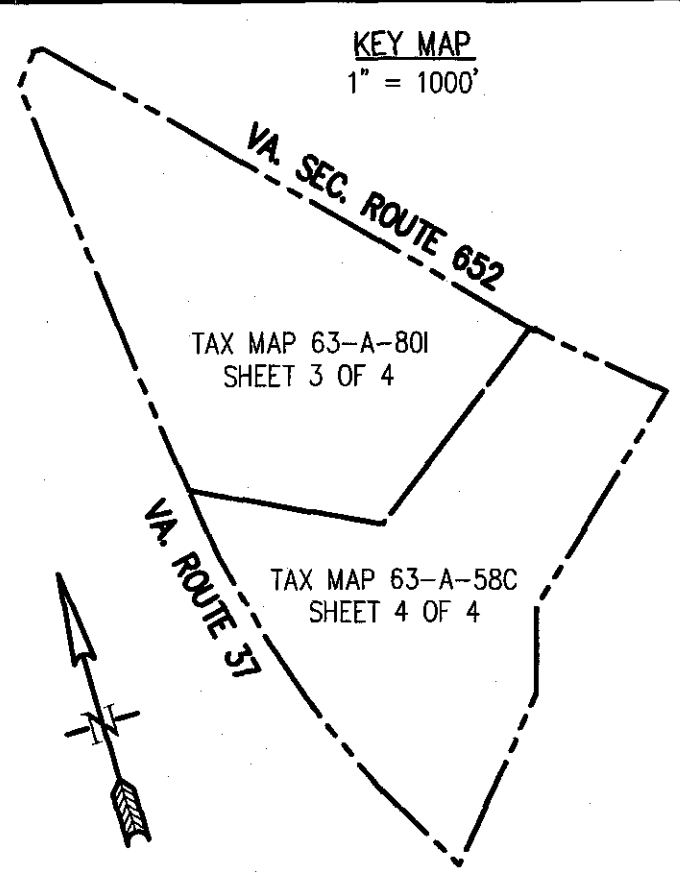 KEY MAP
1" = 1000'
VA. SEC. ROUTE 652
TAX MAP 63-A-80I
SHEET 3 OF 4
VA. ROUTE 37
TAX MAP 63-A-58C
SHEET 4 OF 4
N